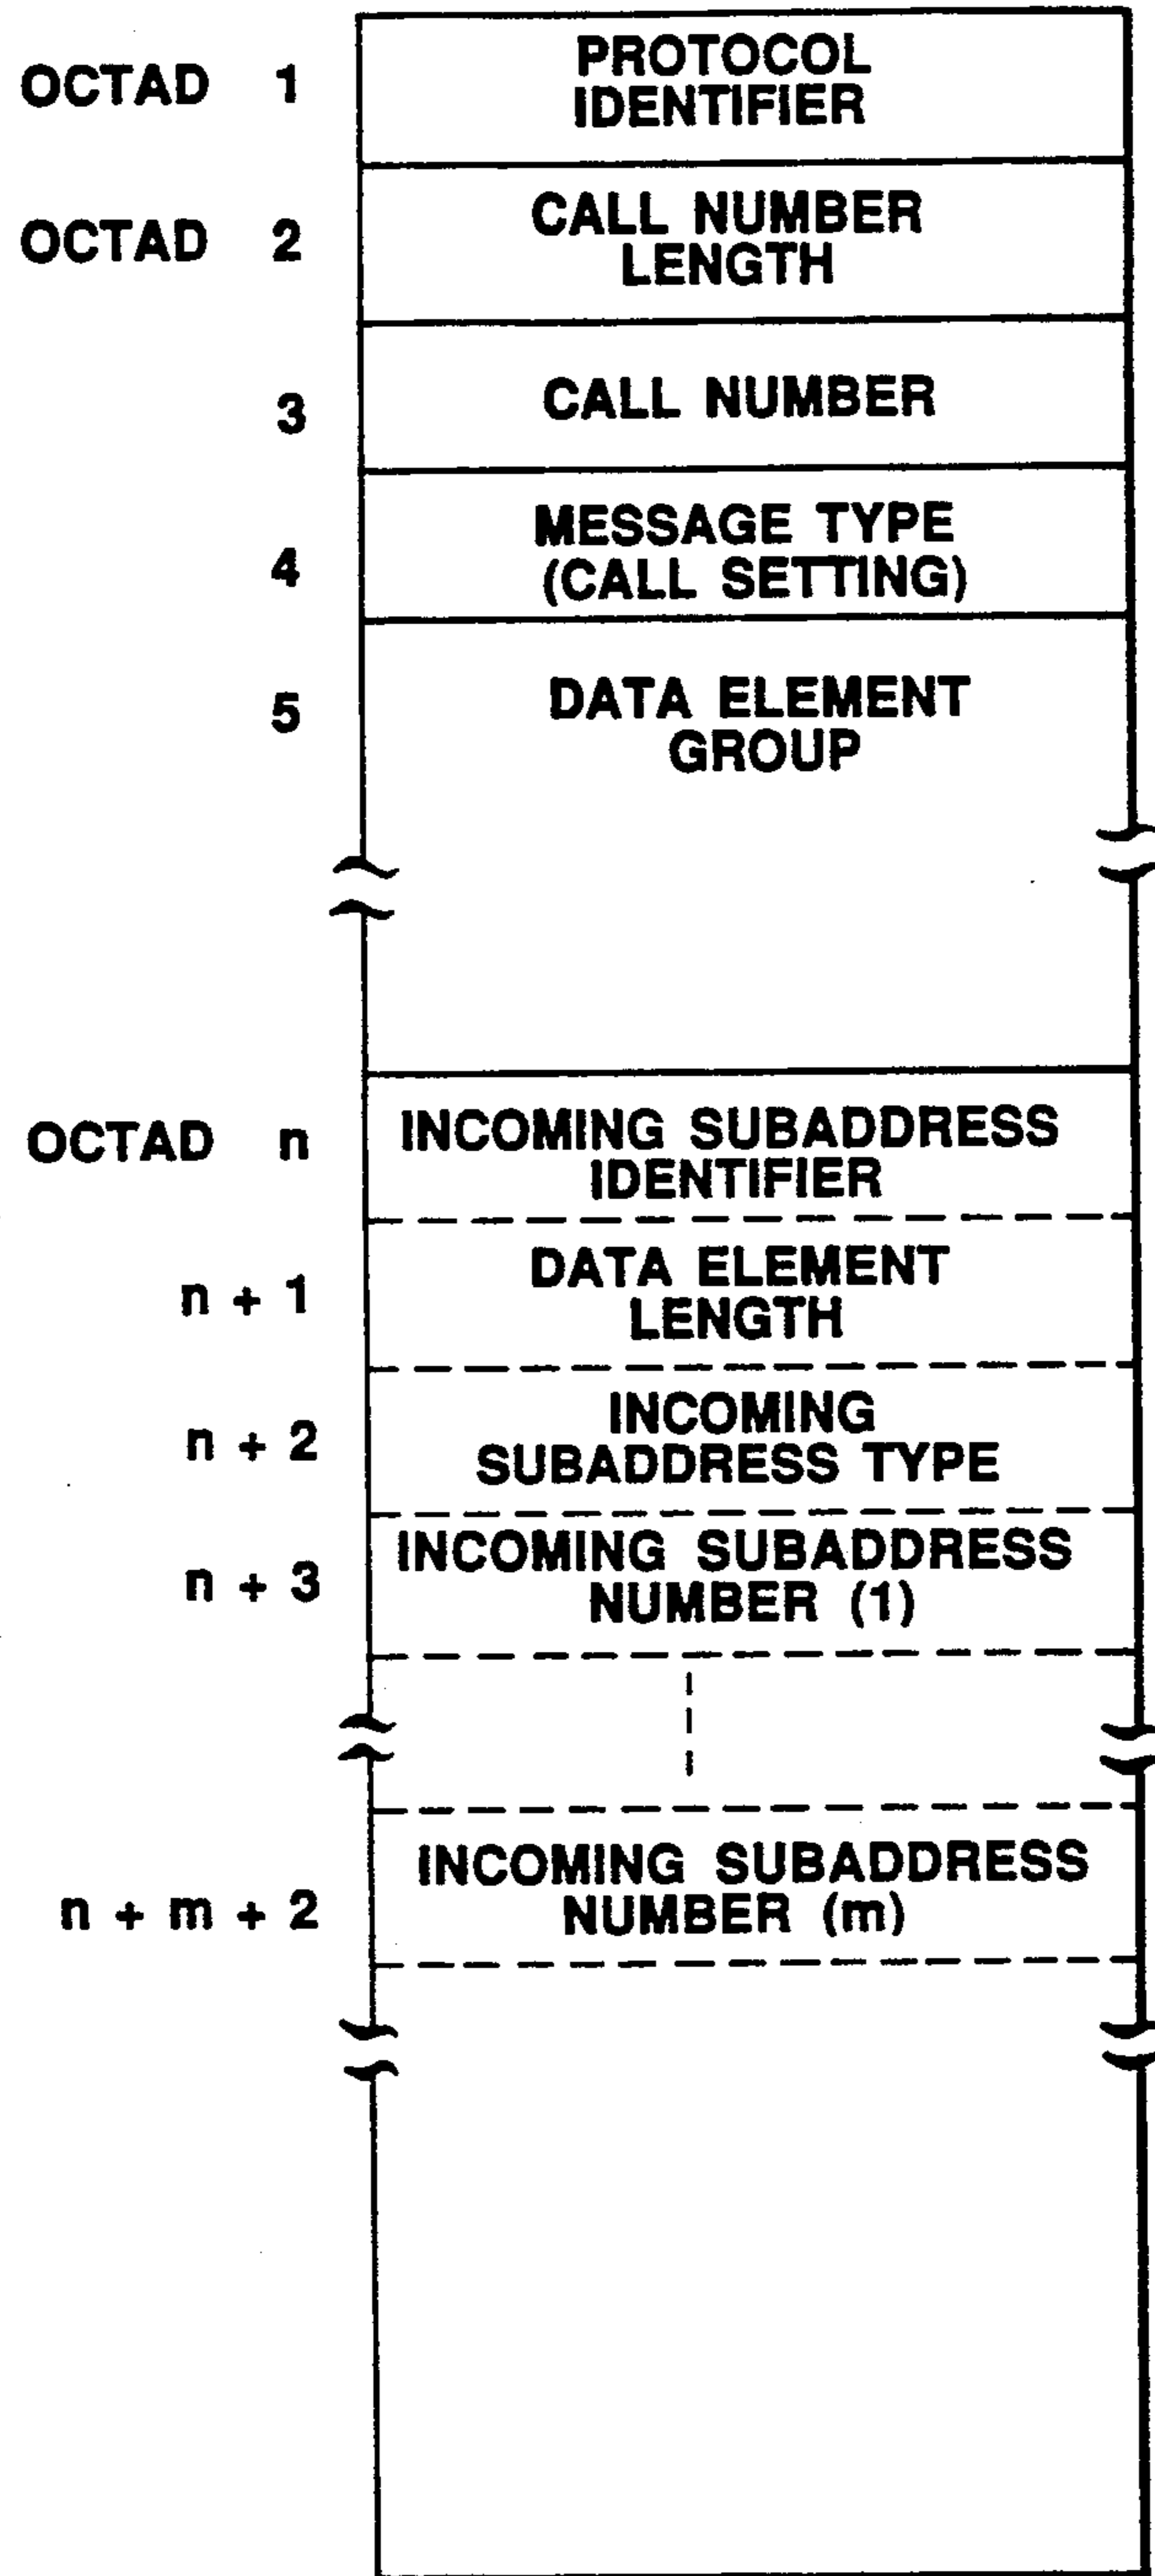 OCTAD 1 PROTOCOL
IDENTIFIER
OCTAD 2 CALL NUMBER
LENGTH
3 CALL NUMBER
4 MESSAGE TYPE
(CALL SETTING)
5 DATA ELEMENT
GROUP
OCTAD n INCOMING SUBADDRESS
IDENTIFIER
n + 1 DATA ELEMENT
LENGTH
n + 2 INCOMING
SUBADDRESS TYPE
n + 3 INCOMING SUBADDRESS
NUMBER (1)
n + m + 2 INCOMING SUBADDRESS
NUMBER (m)